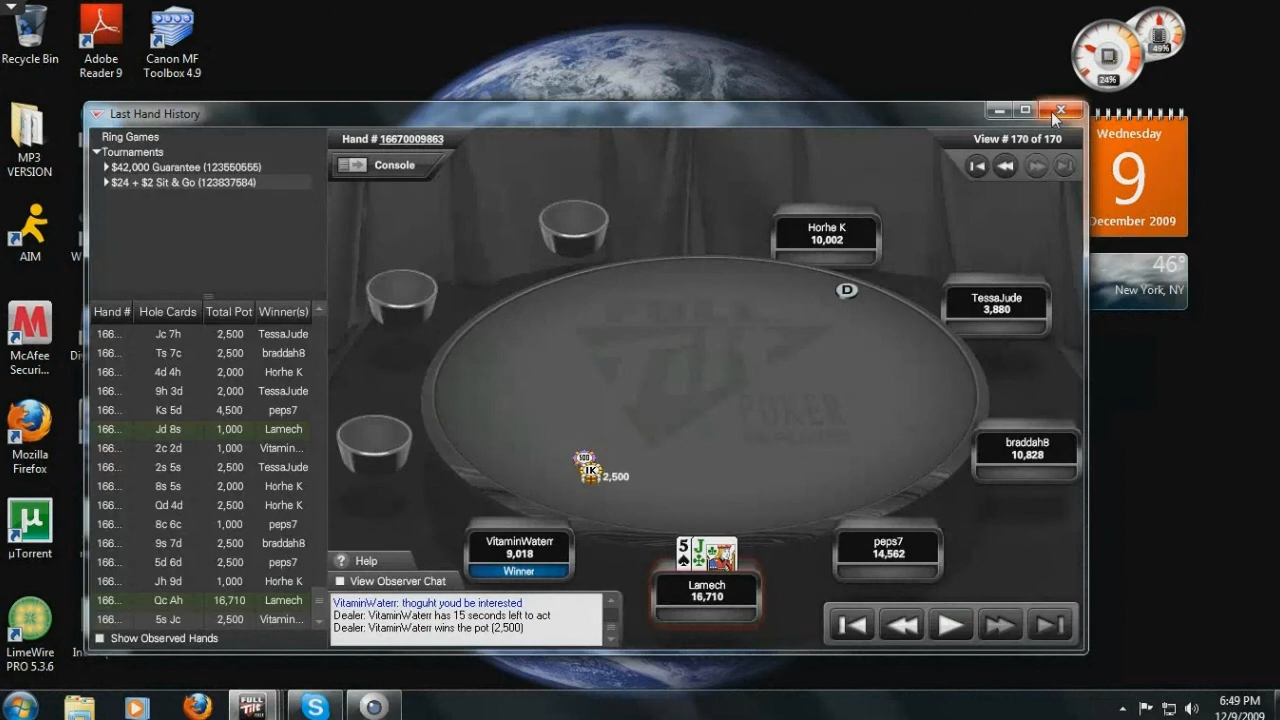 Recycle Bin
Adobe
Reader 9
Canon MF
Toolbox 4.9
MP3
VERSION
AIM
McAfee
Securi...
Mozilla
Firefox
µTorrent
LimeWire
PRO 5.3.6
24%
49%
Wednesday
9
December 2009
46°
New York, NY
Last Hand History
Ring Games
Tournaments
$42,000 Guarantee (123550555)
$24 + $2 Sit & Go (123837584)
Hand # 16670009863
View # 170 of 170
Console
Hand # Hole Cards Total Pot Winner(s)
166... Jc 7h 2,500 TessaJude
166... Ts 7c 2,500 braddah8
166... 4d 4h 2,000 Horhe K
166... 9h 3d 2,000 TessaJude
166... Ks 5d 4,500 peps7
166... Jd 8s 1,000 Lamech
166... 2c 2d 1,000 Vitamin...
166... 2s 5s 2,500 TessaJude
166... 8s 5s 2,000 Horhe K
166... Qd 4d 2,500 Horhe K
166... 8c 6c 1,000 peps7
166... 9s 7d 2,500 braddah8
166... 5d 6d 2,500 peps7
166... Jh 9d 1,000 Horhe K
166... Qc Ah 16,710 Lamech
166... 5s Jc 2,500 Vitamin...
Show Observed Hands
Horhe K
10,002
D
TessaJude
3,880
braddah8
10,828
POKER
500
1K
2,500
VitaminWaterr
9,018
Winner
5 J
Lamech
16,710
peps7
14,562
? Help
View Observer Chat
VitaminWaterr: thoguht youd be interested
Dealer: VitaminWaterr has 15 seconds left to act
Dealer: VitaminWaterr wins the pot (2,500)
FULL
TILT
POKER
6:49 PM
12/9/2009